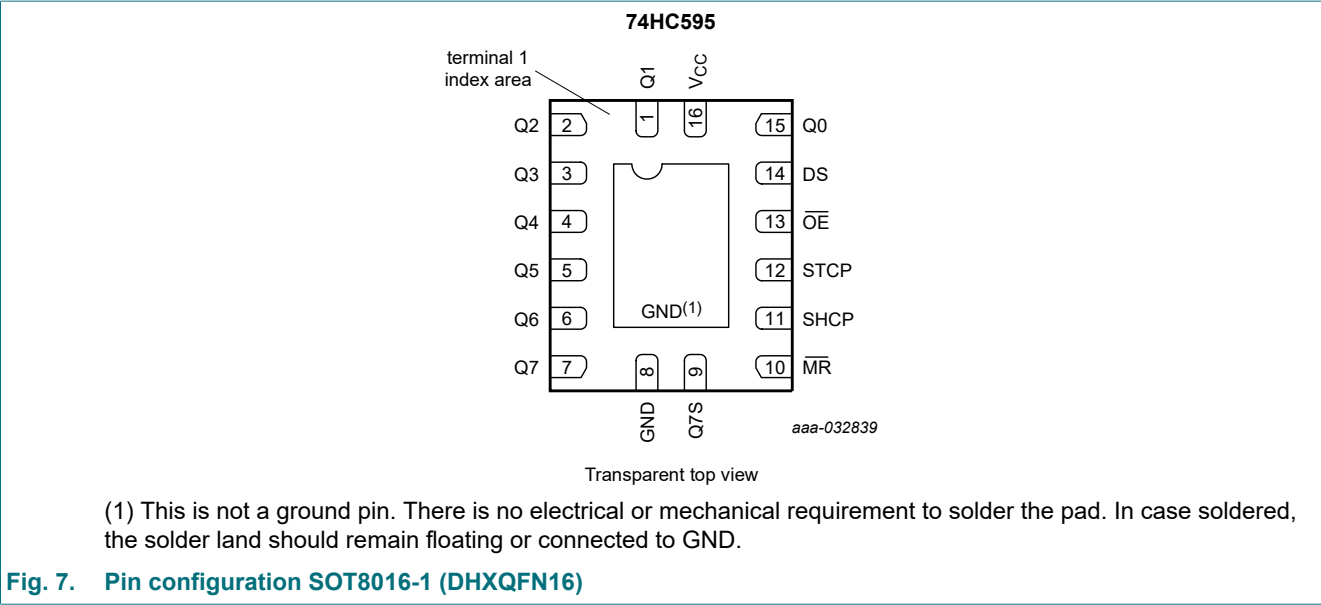 74HC595
terminal 1
index area
Q1
VCC
1
16
Q2 2
15 Q0
Q3 3
14 DS
Q4 4
13 O̅E̅
Q5 5
12 STCP
Q6 6
GND(1)
11 SHCP
Q7 7
10 M̅R̅
8
9
GND
Q7S
aaa-032839
Transparent top view
(1) This is not a ground pin. There is no electrical or mechanical requirement to solder the pad. In case soldered,
the solder land should remain floating or connected to GND.
Fig. 7. Pin configuration SOT8016-1 (DHXQFN16)